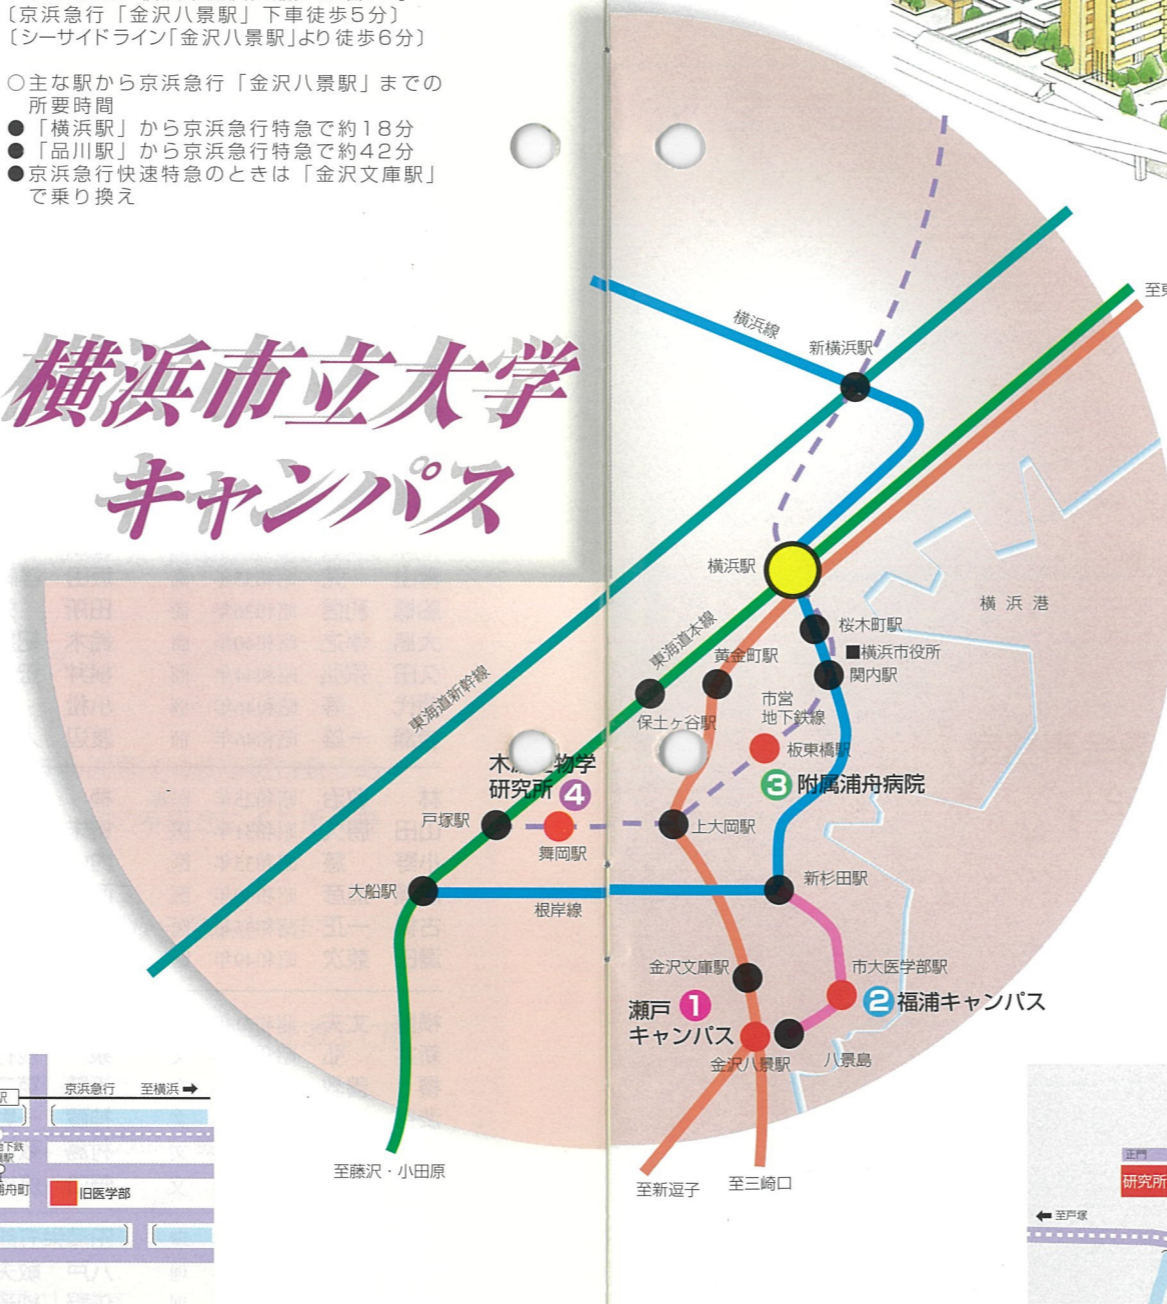 〔京浜急行「金沢八景駅」下車徒歩5分〕
〔シーサイドライン「金沢八景駅」より徒歩6分〕
○主な駅から京浜急行「金沢八景駅」までの
所要時間
●「横浜駅」から京浜急行特急で約18分
●「品川駅」から京浜急行特急で約42分
●京浜急行快速特急のときは「金沢文庫駅」
で乗り換え
横浜市立大学
キャンパス
横浜線
新横浜駅
横浜駅
横浜港
桜木町駅
■横浜市役所
関内駅
東海道本線
黄金町駅
東海道新幹線
保土ヶ谷駅
市営
地下鉄線
板東橋駅
③附属浦舟病院
物学
研究所④
戸塚駅
舞岡駅
上大岡駅
大船駅
根岸線
新杉田駅
金沢文庫駅
市大医学部駅
②福浦キャンパス
瀬戸①
キャンパス
金沢八景駅
八景島
至藤沢・小田原
至新逗子
至三崎口
京浜急行 至横浜➡
駅
地下鉄
舟町
旧医学部
正門
研究所
⬅至戸塚